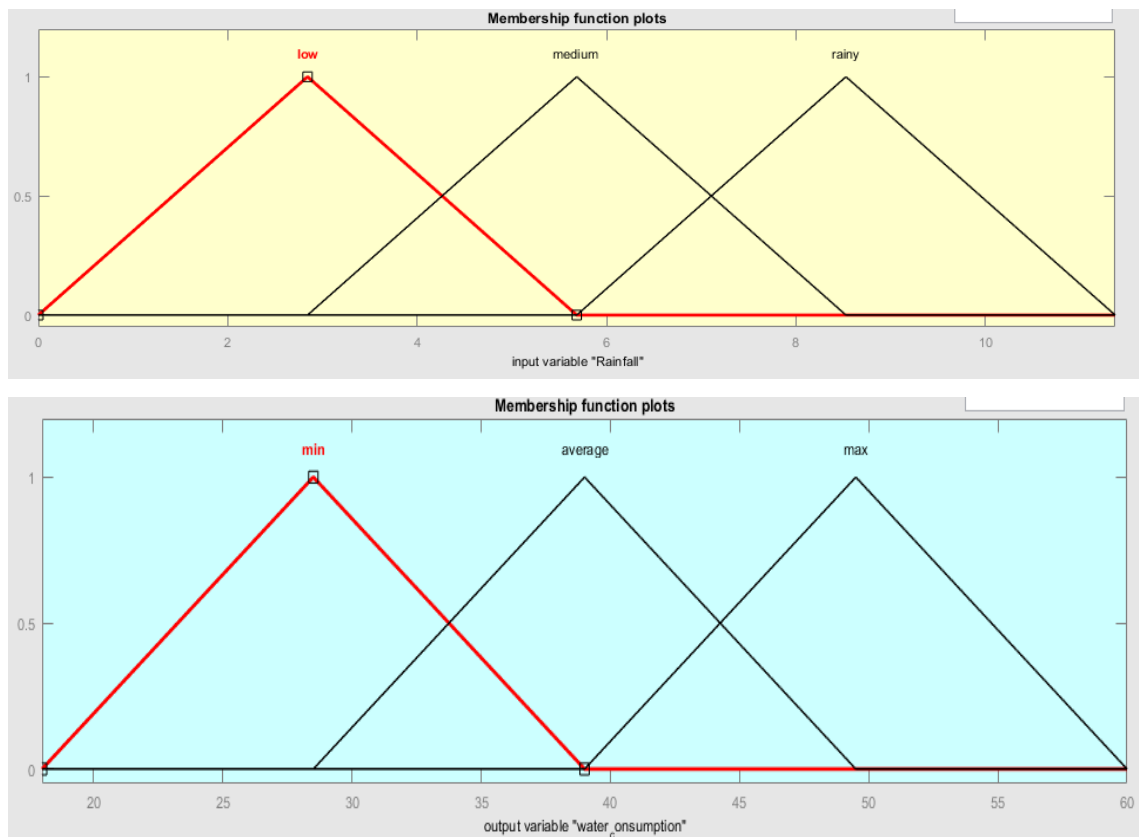 Membership function plots
low medium rainy
1
0.5
0
0 2 4 6 8 10
input variable "Rainfall"
Membership function plots
min average max
1
0.5
0
20 25 30 35 40 45 50 55 60
output variable "water_consumption"